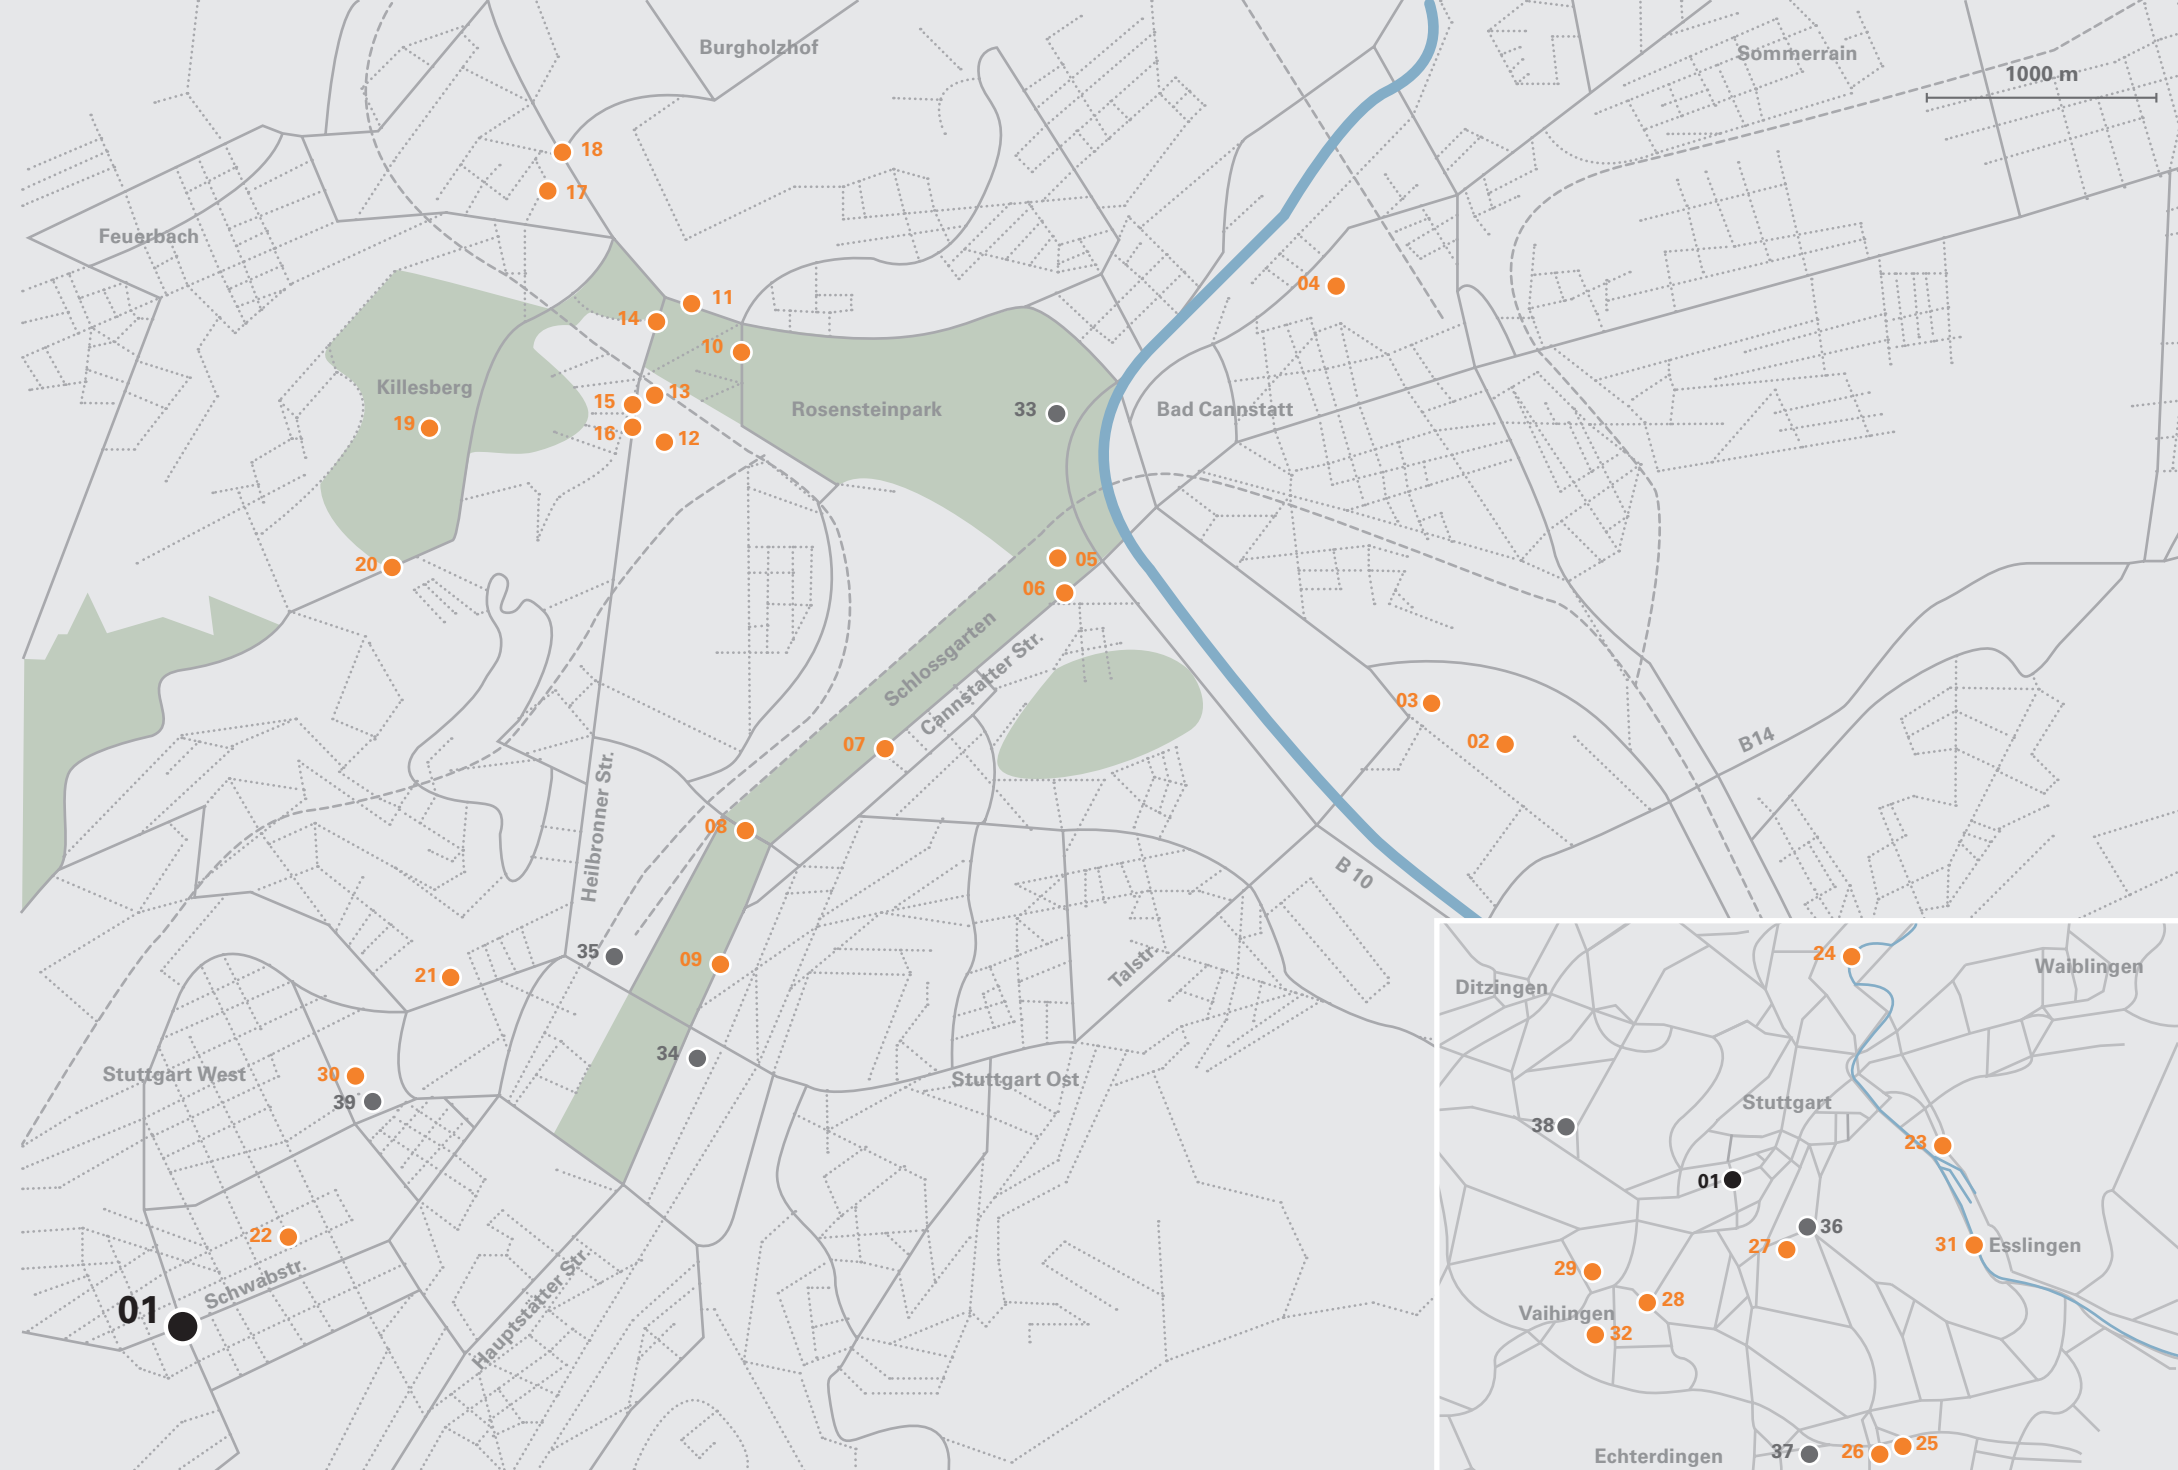 Burgholzhof
Sommerrain
1000 m
18
17
Feuerbach
11
04
14
10
Killesberg
13
15
Rosensteinpark
33
Bad Cannstatt
19
16
12
20
05
06
Schlossgarten
Cannstatter Str.
03
02
07
B14
08
Heilbronner Str.
B 10
35
09
21
Talstr.
34
Stuttgart West
30
39
Stuttgart Ost
22
Schwabstr.
01
Hauptstätter Str.
24
Waiblingen
Ditzingen
Stuttgart
38
23
01
36
27
31
Esslingen
29
28
Vaihingen
32
Echterdingen
37
26
25